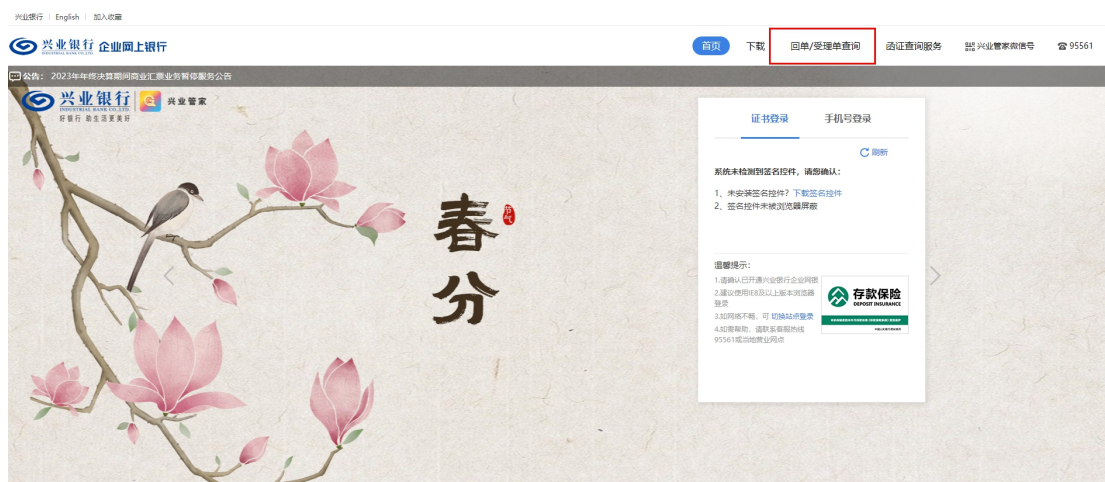 兴业银行 | English | 加入收藏
兴业银行 企业网上银行
INDUSTRIAL BANK CO.,LTD.
首页 下载 回单/受理单查询 函证查询服务 兴业管家微信号 95561
公告： 2023年年终决算期间商业汇票业务暂停服务公告
兴业银行 兴业管家
INDUSTRIAL BANK CO.,LTD.
好银行 助生活更美好
证书登录 手机号登录
刷新
系统未检测到签名控件，请您确认：
1、未安装签名控件？下载签名控件
2、签名控件未被浏览器屏蔽
春分
节气
温馨提示：
1.请确认已开通兴业银行企业网银
2.建议使用IE8及以上版本浏览器
登录
3.如网络不畅，可 切换站点登录
4.如需帮助，请联系客服热线
95561或当地营业网点
存款保险
DEPOSIT INSURANCE